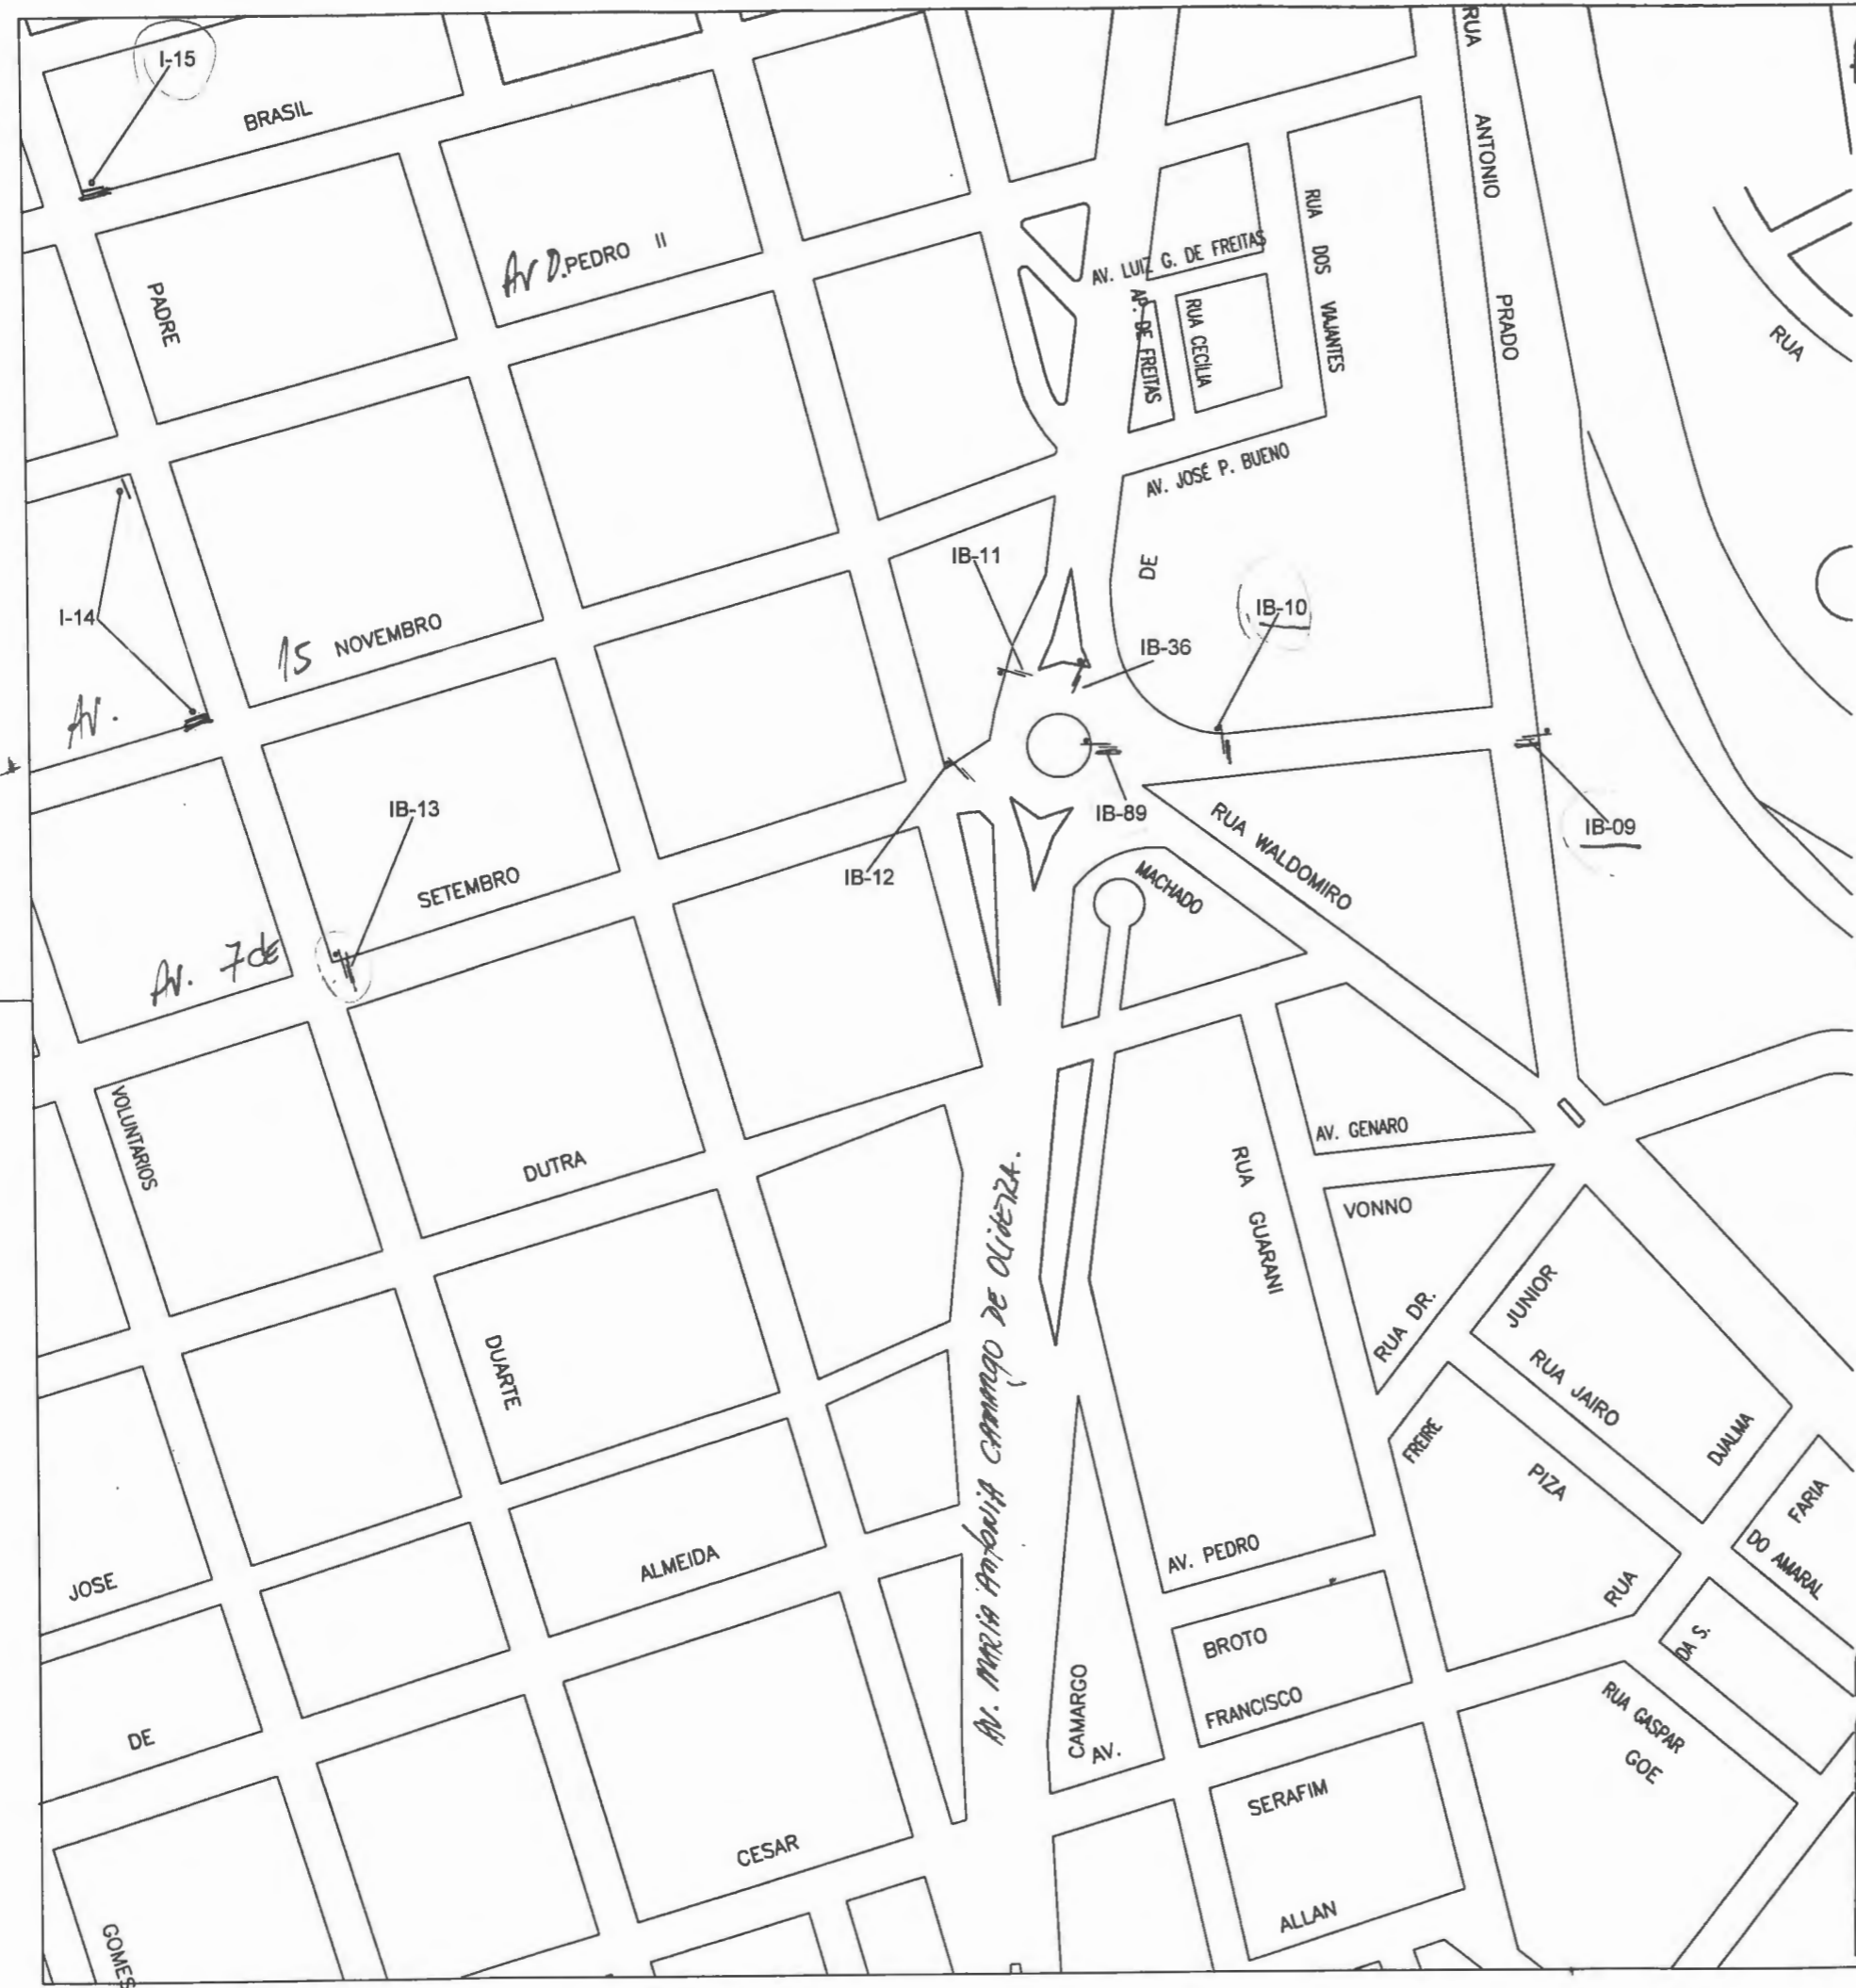 I-15
BRASIL
RUA
ANTONIO
PRADO
RUA
PADRE
Av D.PEDRO II
AV. LUIZ G. DE FREITAS
AP. DE FREITAS
RUA CECÍLIA
RUA DOS VIAJANTES
AV. JOSÉ P. BUENO
DE
IB-11
IB-10
IB-36
I-14
15 NOVEMBRO
AV.
IB-13
IB-89
IB-09
IB-12
RUA WALDOMIRO
MACHADO
SETEMBRO
AV. 7 dE
VOLUNTARIOS
DUTRA
AV. MARIA ANTONIA CAMARGO DE OLIVEIRA.
RUA GUARANI
AV. GENARO
VONNO
RUA DR.
JUNIOR
RUA JAIRO
DUARTE
FREIRE
PIZA
DJALMA
FARIA
DO AMARAL
RUA
DA S.
JOSE
ALMEIDA
AV. PEDRO
BROTO
FRANCISCO
CAMARGO
AV.
DE
SERAFIM
RUA GASPAR
GOE
CESAR
ALLAN
GOMES